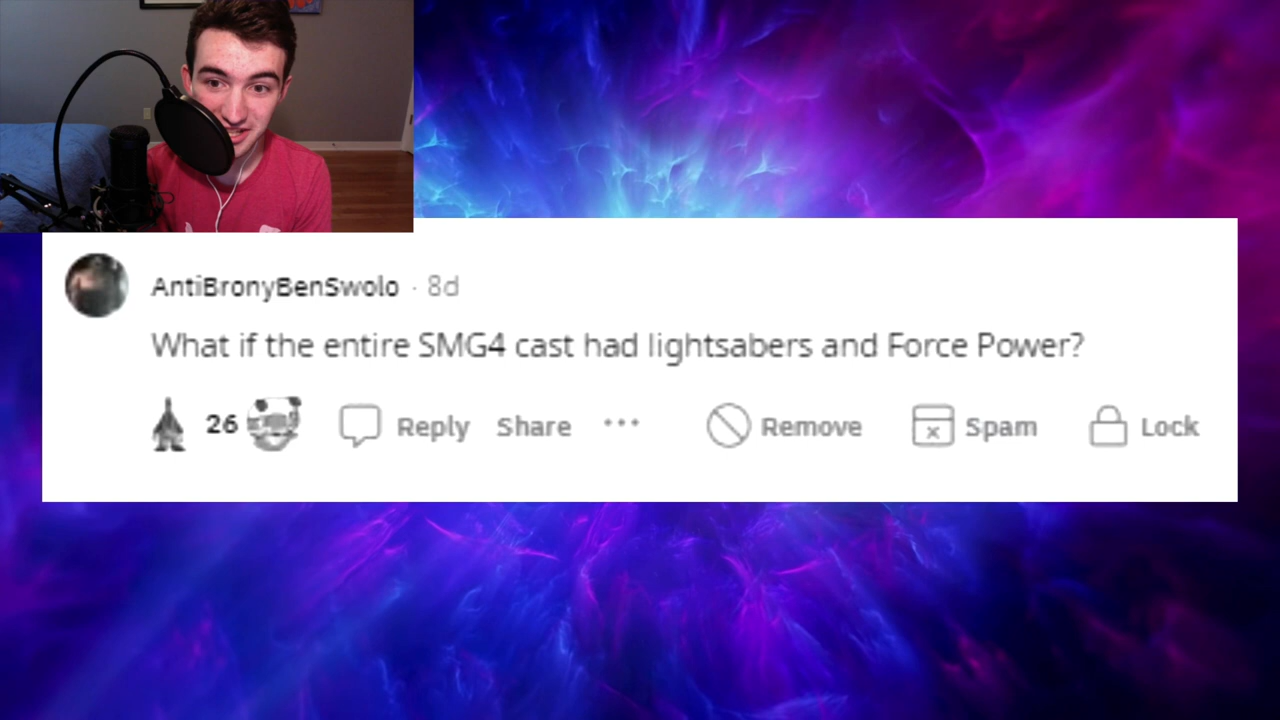 AntiBronyBenSwolo · 8d
What if the entire SMG4 cast had lightsabers and Force Power?
26 Reply Share ··· Remove Spam Lock